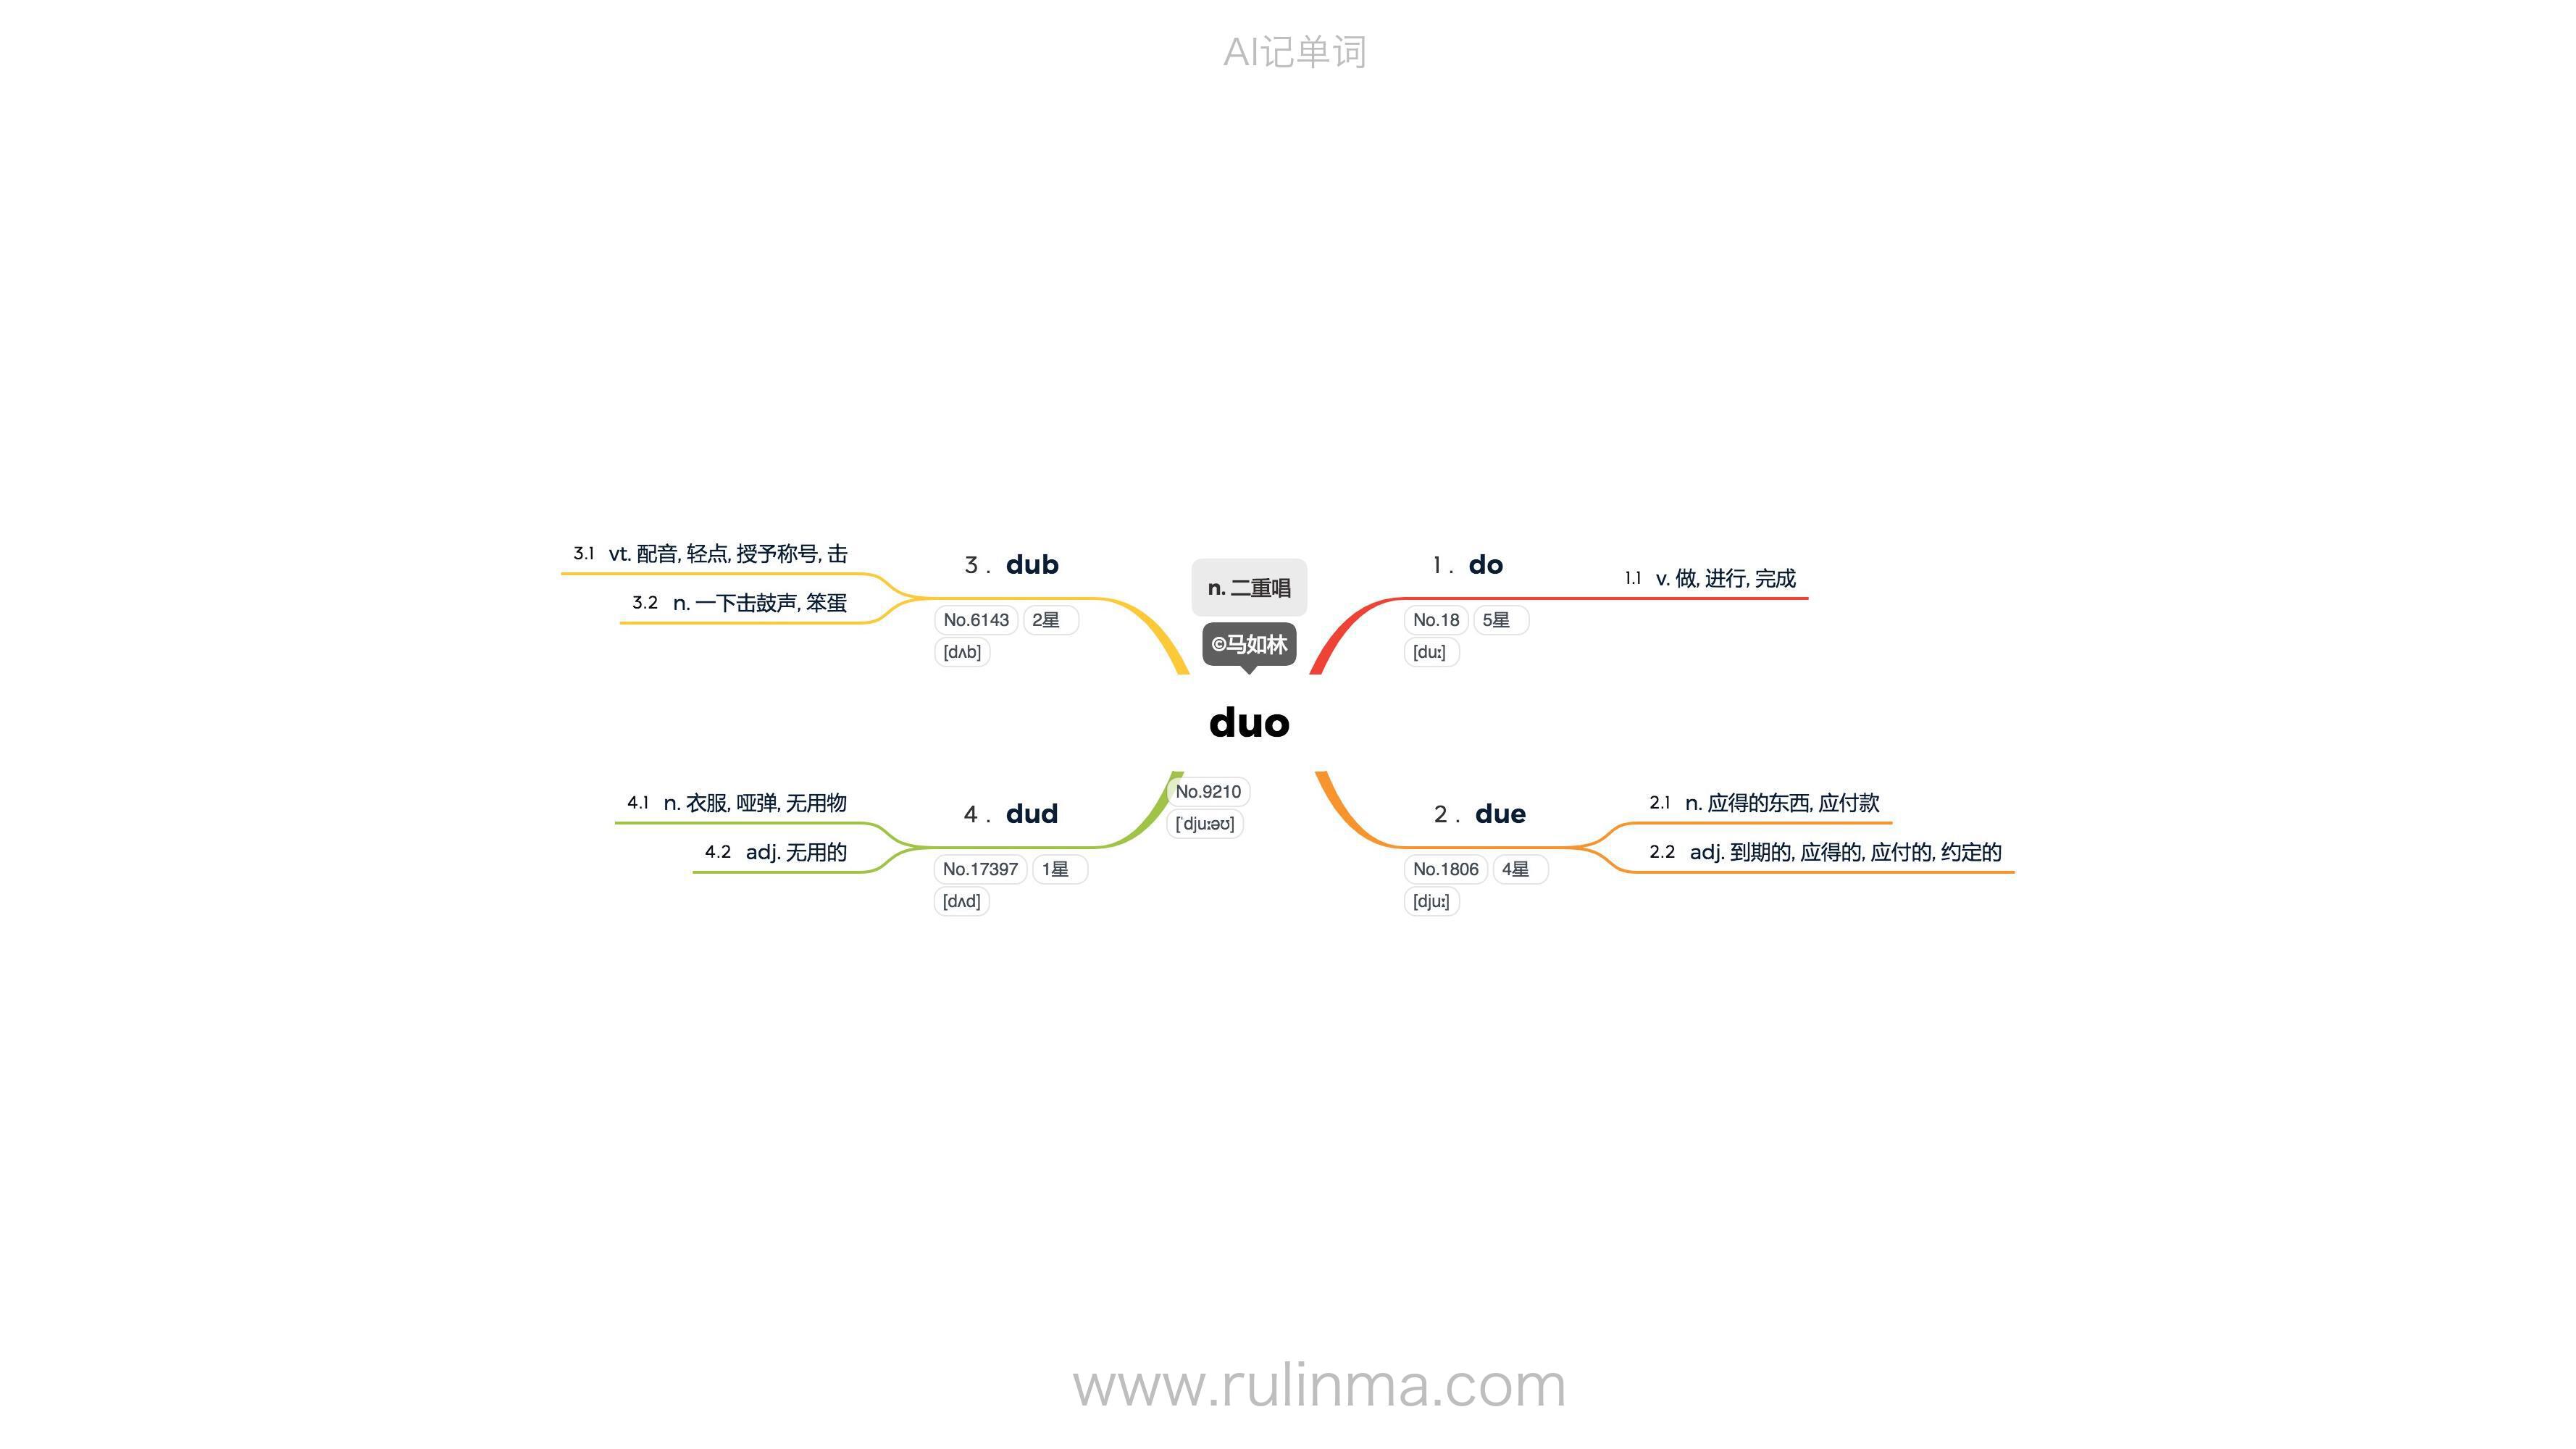 AI记单词
n. 二重唱
©马如林
duo
No.9210
[ˈdjuːəʊ]
1 . do
No.18 5星
[duː]
1.1 v. 做, 进行, 完成
2 . due
No.1806 4星
[djuː]
2.1 n. 应得的东西, 应付款
2.2 adj. 到期的, 应得的, 应付的, 约定的
3 . dub
No.6143 2星
[dʌb]
3.1 vt. 配音, 轻点, 授予称号, 击
3.2 n. 一下击鼓声, 笨蛋
4 . dud
No.17397 1星
[dʌd]
4.1 n. 衣服, 哑弹, 无用物
4.2 adj. 无用的
www.rulinma.com